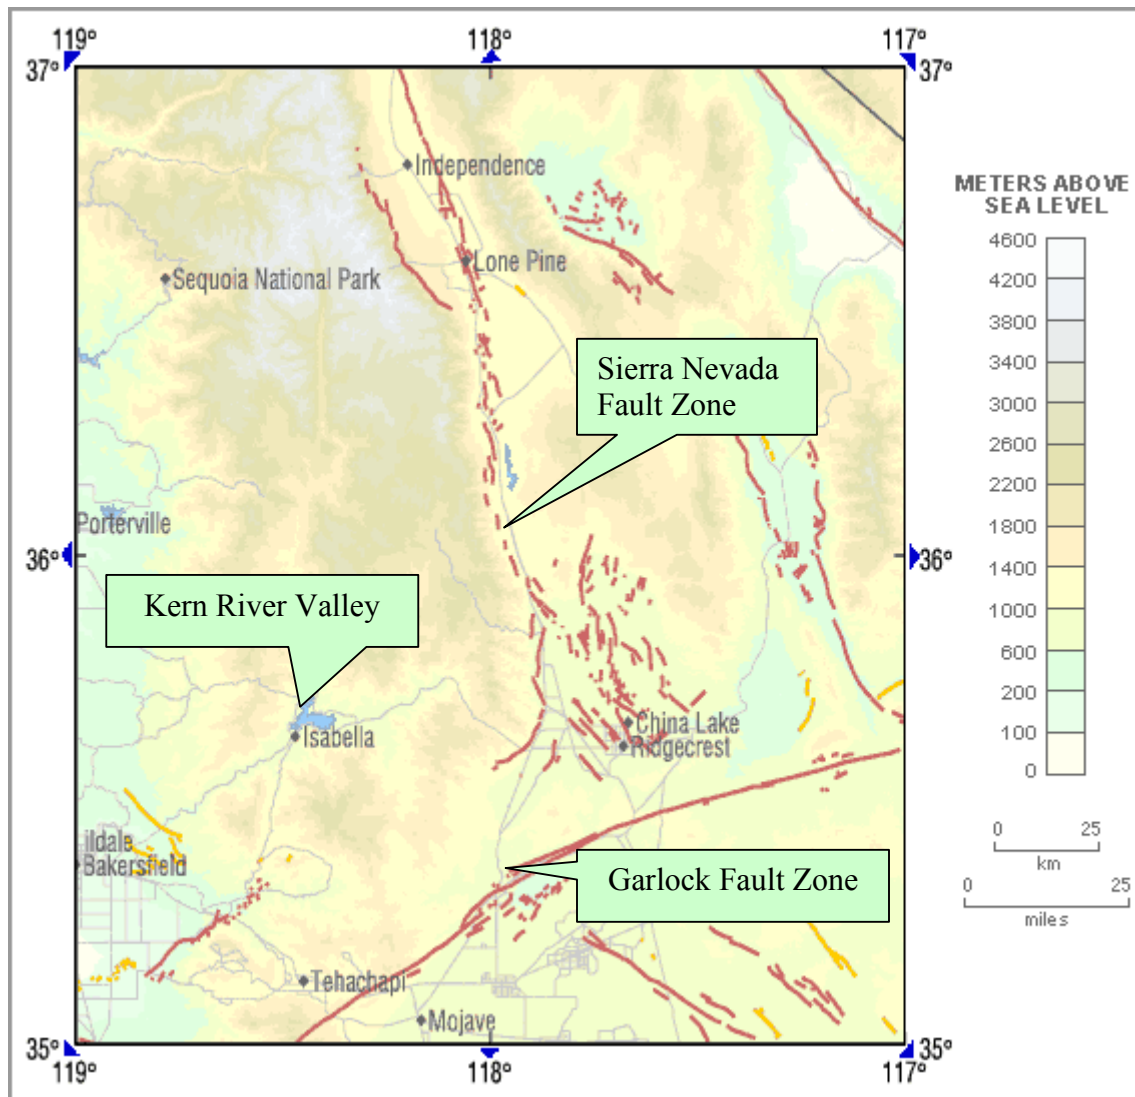 119°
118°
117°
37°
37°
Independence
METERS ABOVE
SEA LEVEL
4600
Lone Pine
Sequoia National Park
4200
3800
3400
Sierra Nevada
Fault Zone
3000
2600
2200
Porterville
1800
36°
36°
1400
Kern River Valley
1000
600
200
China Lake
Isabella
Ridgecrest
100
0
ildale
Bakersfield
0 25
km
Garlock Fault Zone
0 25
miles
Tehachapi
Mojave
35°
35°
119°
118°
117°